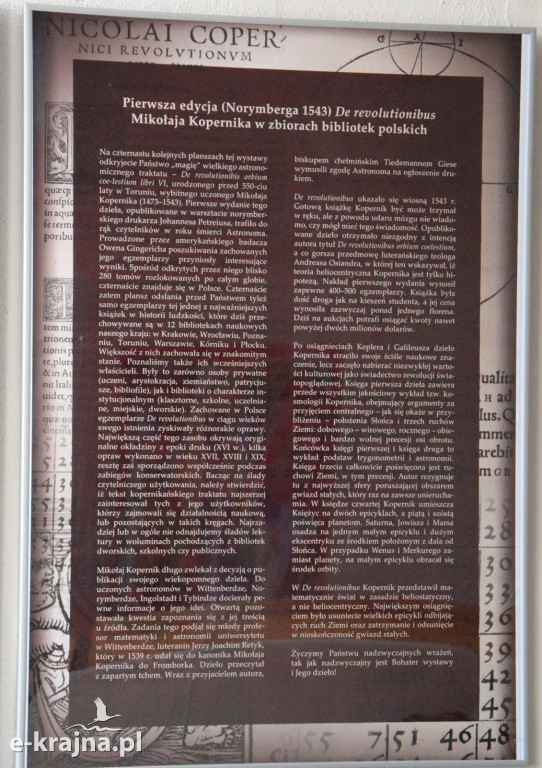 NICOLAI COPER
NICI REVOLVTIONVM
Pierwsza edycja (Norymberga 1543) De revolutionibus
Mikołaja Kopernika w zbiorach bibliotek polskich
Na czternastu kolejnych planszach tej wystawy
odkryjecie Państwo „magię” wielkiego astrono-
micznego traktatu – De revolutionibus orbium
coe-lestium libri VI, urodzonego przed 550-ciu
laty w Toruniu, wybitnego uczonego Mikołaja
Kopernika (1473–1543). Pierwsze wydanie tego
dzieła, opublikowane w warsztacie norymber-
skiego drukarza Johannesa Petreiusa, trafiło do
rąk czytelników w roku śmierci Astronoma.
Prowadzone przez amerykańskiego badacza
Owena Gingericha poszukiwania zachowanych
jego egzemplarzy przyniosły interesujące
wyniki. Spośród odkrytych przez niego blisko
280 tomów rozlokowanych po całym globie,
czternaście znajduje się w Polsce. Czternaście
zatem plansz odsłania przed Państwem tyleż
samo egzemplarzy tej jednej z najważniejszych
książek w historii ludzkości, które dziś prze-
chowywane są w 12 bibliotekach naukowych
naszego kraju: w Krakowie, Wrocławiu, Pozna-
niu, Toruniu, Warszawie, Kórniku i Płocku.
Większość z nich zachowała się w znakomitym
stanie. Poznaliśmy także ich wcześniejszych
właścicieli. Były to zarówno osoby prywatne
(uczeni, arystokracja, ziemiaństwo, patrycju-
sze, bibliofile), jak i biblioteki o charakterze in-
stytucjonalnym (klasztorne, szkolne, uczelnia-
ne, miejskie, dworskie). Zachowane w Polsce
egzemplarze De revolutionibus w ciągu wieków
swego istnienia zyskiwały różnorakie oprawy.
Największą część tego zasobu okrywają orygi-
nalne okładziny z epoki druku (XVI w.), kilka
opraw wykonano w wieku XVII, XVIII i XIX,
resztę zaś sporządzono współcześnie podczas
zabiegów konserwatorskich. Bacząc na ślady
czytelniczego użytkowania, należy stwierdzić,
iż tekst kopernikańskiego traktatu najszerzej
zainteresował tych z jego użytkowników,
którzy zajmowali się działalnością naukową
lub pozostających w takich kręgach. Najrza-
dziej lub w ogóle nie odnajdujemy śladów lek-
tury w woluminach pochodzących z bibliotek
dworskich, szkolnych czy publicznych.
Mikołaj Kopernik długo zwlekał z decyzją o pu-
blikacji swojego wiekopomnego dzieła. Do
uczonych astronomów w Wittenberdze, No-
rymberdze, Ingolstadt i Tybindze docierały pe-
wne informacje o jego idei. Otwartą pozo-
stawała kwestia zapoznania się z jej treścią
u źródła. Zadania tego podjął się młody profe-
sor matematyki i astronomii uniwersytetu
w Wittenberdze, luteranin Jerzy Joachim Retyk,
który w 1539 r. udał się do kanonika Mikołaja
Kopernika do Fromborka. Dzieło przeczytał
z zapartym tchem. Wraz z przyjacielem autora,
biskupem chełmińskim Tiedemannem Giese
wymusili zgodę Astronoma na ogłoszenie dru-
kiem.
De revolutionibus ukazało się wiosną 1543 r.
Gotową książkę Kopernik być może trzymał
w ręku, ale z powodu udaru mózgu nie wiado-
mo, czy mógł mieć tego świadomość. Opubliko-
wane dzieło otrzymało niezgodny z intencją
autora tytuł De revolutionibus orbium coelestium,
a co gorsza przedmowę luterańskiego teologa
Andreasa Osiandra, w której ten wskazywał, iż
teoria heliocentryczna Kopernika jest tylko hi-
potezą. Nakład pierwszego wydania wynosił
zapewne 400–500 egzemplarzy. Książka była
dość droga jak na kieszeń studenta, a jej cena
wynosiła zazwyczaj ponad jednego florena.
Dziś na aukcjach potrafi osiągać kwoty nawet
powyżej dwóch milionów dolarów.
Po osiągnieciach Keplera i Galileusza dzieło
Kopernika straciło swoje ściśle naukowe zna-
czenie, lecz zaczęło nabierać niezwykłej warto-
ści kulturowej jako świadectwo rewolucji świa-
topoglądowej. Księga pierwsza dzieła zawiera
przede wszystkim jakościowy wykład tzw. ko-
smologii Kopernika, obejmujący argumenty za
przyjęciem centralnego – jak się okaże w przy-
bliżeniu – położenia Słońca i trzech ruchów
Ziemi: dobowego – wirowego, rocznego – obie-
gowego i bardzo wolnej precesji osi obrotu.
Końcówka księgi pierwszej i księga druga to
wykład podstaw trygonometrii i astronomii.
Księga trzecia całkowicie poświęcona jest ru-
chowi Ziemi, w tym precesji. Autor rezygnuje
tu z najwyższej sfery poruszającej obszarem
gwiazd stałych, który raz na zawsze unierucha-
mia. W księdze czwartej Kopernik umieszcza
Księżyc na dwóch epicyklach, a piątą i szóstą
poświęca planetom. Saturna, Jowisza i Marsa
osadza na jednym małym epicyklu i dużym
ekscentryku ze środkiem położonym z dala od
Słońca. W przypadku Wenus i Merkurego za-
miast planety, na małym epicyklu obracał się
środek orbity.
W De revolutionibus Kopernik przedstawił ma-
tematycznie świat w zasadzie heliostatyczny,
a nie heliocentryczny. Największym osiągnię-
ciem było usunięcie wielkich epicykli odbijają-
cych ruch Ziemi oraz zatrzymanie i odsunięcie
w nieskończoność gwiazd stałych.
Życzymy Państwu nadzwyczajnych wrażeń,
tak jak nadzwyczajny jest Bohater wystawy
i Jego dzieło!
28
30
33
36
39
42
45
55 7 51 46 48
e-krajna.pl